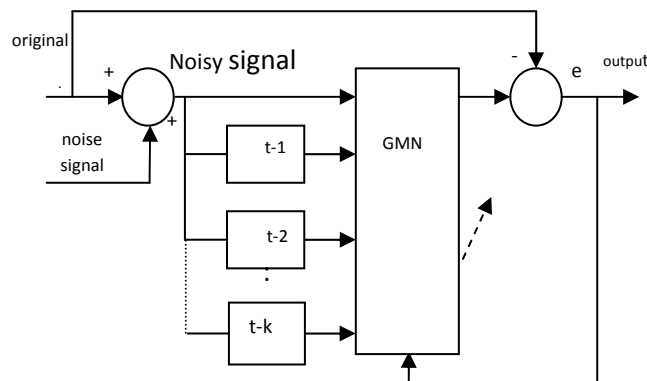 original
+
Noisy signal
-
e
output
+
noise
signal
t-1
GMN
t-2
⋮
t-k